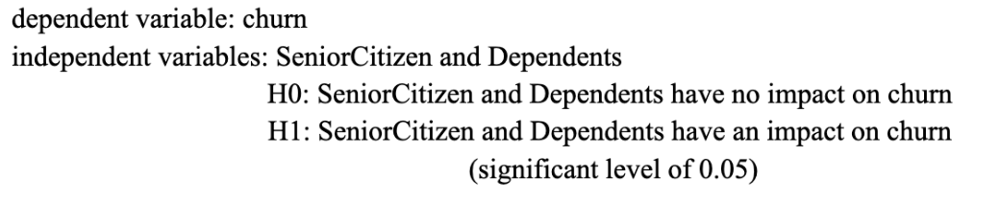 dependent variable: churn
independent variables: SeniorCitizen and Dependents
H0: SeniorCitizen and Dependents have no impact on churn
H1: SeniorCitizen and Dependents have an impact on churn
(significant level of 0.05)